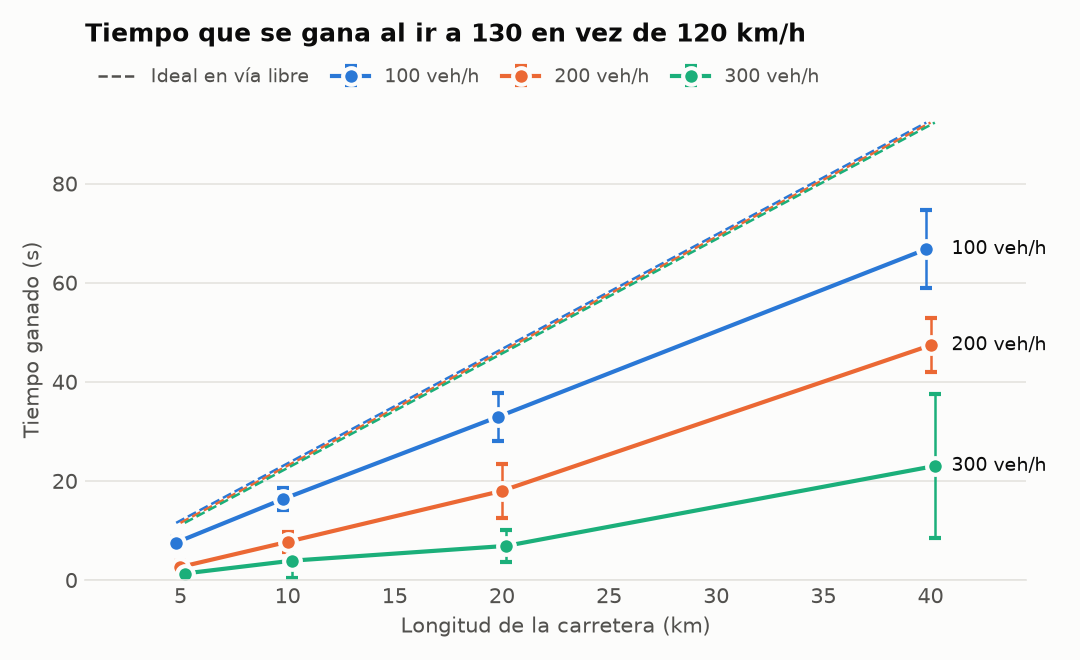 Tiempo que se gana al ir a 130 en vez de 120 km/h
Ideal en vía libre 100 veh/h 200 veh/h 300 veh/h
Tiempo ganado (s)
80
60
40
20
0
100 veh/h
200 veh/h
300 veh/h
5 10 15 20 25 30 35 40
Longitud de la carretera (km)